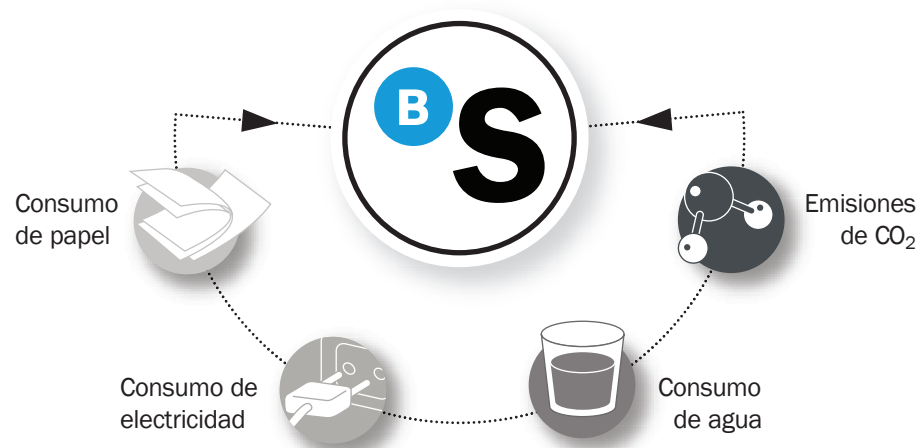 B S
Consumo
de papel
Emisiones
de CO₂
Consumo de
electricidad
Consumo
de agua